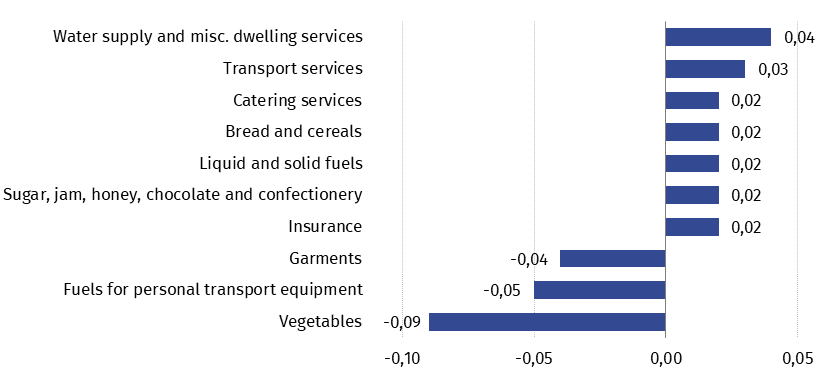 Water supply and misc. dwelling services 0,04
Transport services 0,03
Catering services 0,02
Bread and cereals 0,02
Liquid and solid fuels 0,02
Sugar, jam, honey, chocolate and confectionery 0,02
Insurance 0,02
Garments -0,04
Fuels for personal transport equipment -0,05
Vegetables -0,09
-0,10 -0,05 0,00 0,05